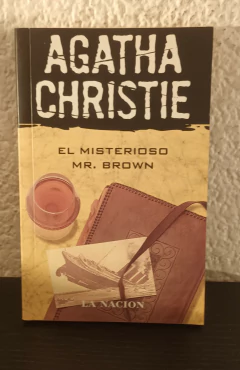 AGATHA
CHRISTIE
EL MISTERIOSO
MR. BROWN
LA NACION